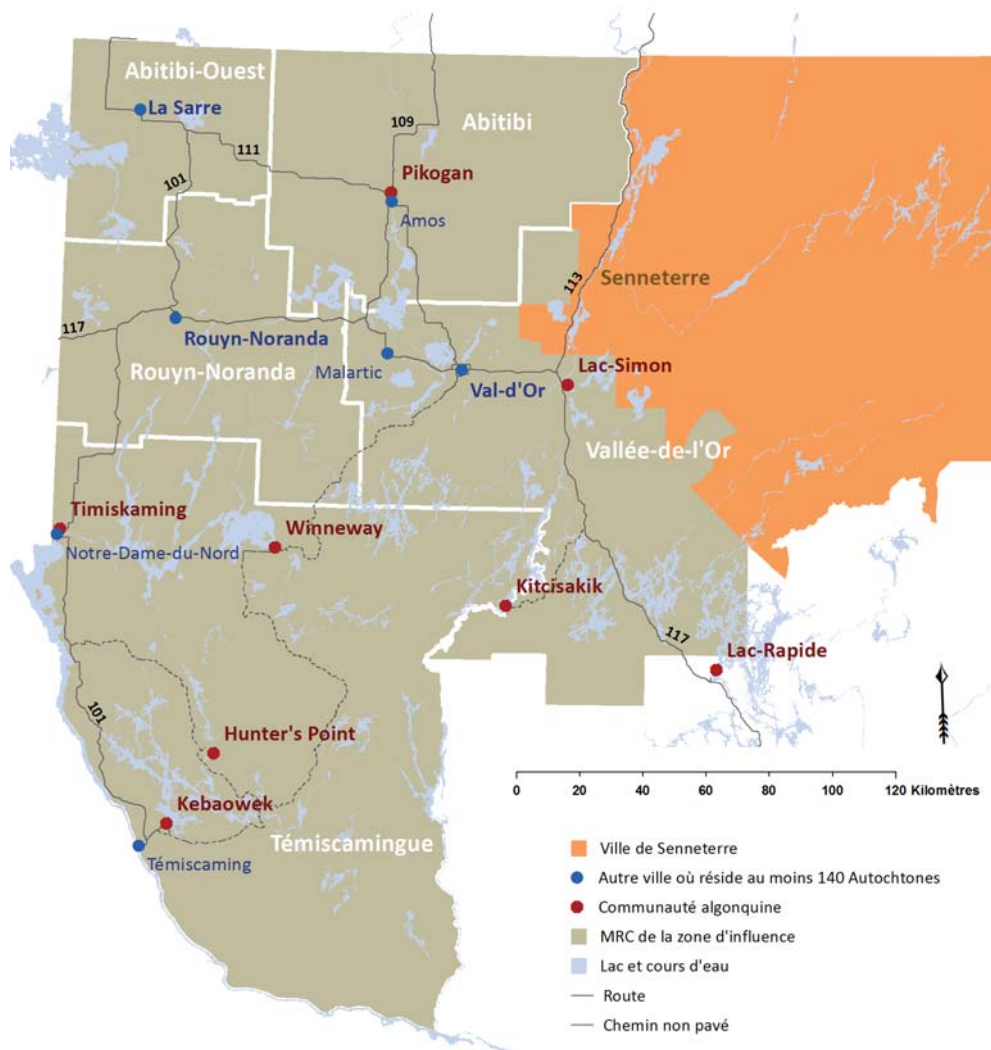 Abitibi-Ouest
La Sarre
Abitibi
109
111
101
Pikogan
Amos
Senneterre
113
117
Rouyn-Noranda
Rouyn-Noranda
Malartic
Val-d'Or
Lac-Simon
Vallée-de-l'Or
Timiskaming
Notre-Dame-du-Nord
Winneway
Kitcisakik
117
Lac-Rapide
101
Hunter's Point
Kebaowek
Témiscamingue
Témiscaming
0 20 40 60 80 100 120 Kilomètres
Ville de Senneterre
Autre ville où réside au moins 140 Autochtones
Communauté algonquine
MRC de la zone d'influence
Lac et cours d'eau
Route
Chemin non pavé